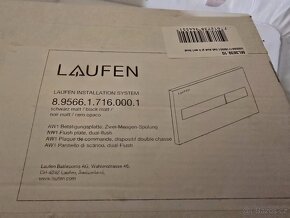 LAUFEN
LAUFEN INSTALLATION SYSTEM
8.9566.1.716.000.1
schwarz matt / black matt /
noir mat / nero opaco
AW1 Betätigungsplatte, Zwei-Mengen-Spülung
AW1 Flush plate, dual-flush
AW1 Plaque de commande, dispositif double chasse
AW1 Pannello di scarico, dual Flush
Laufen Bathrooms AG, Wahlenstrasse 46,
CH-4242 Laufen, Switzerland
www.laufen.com